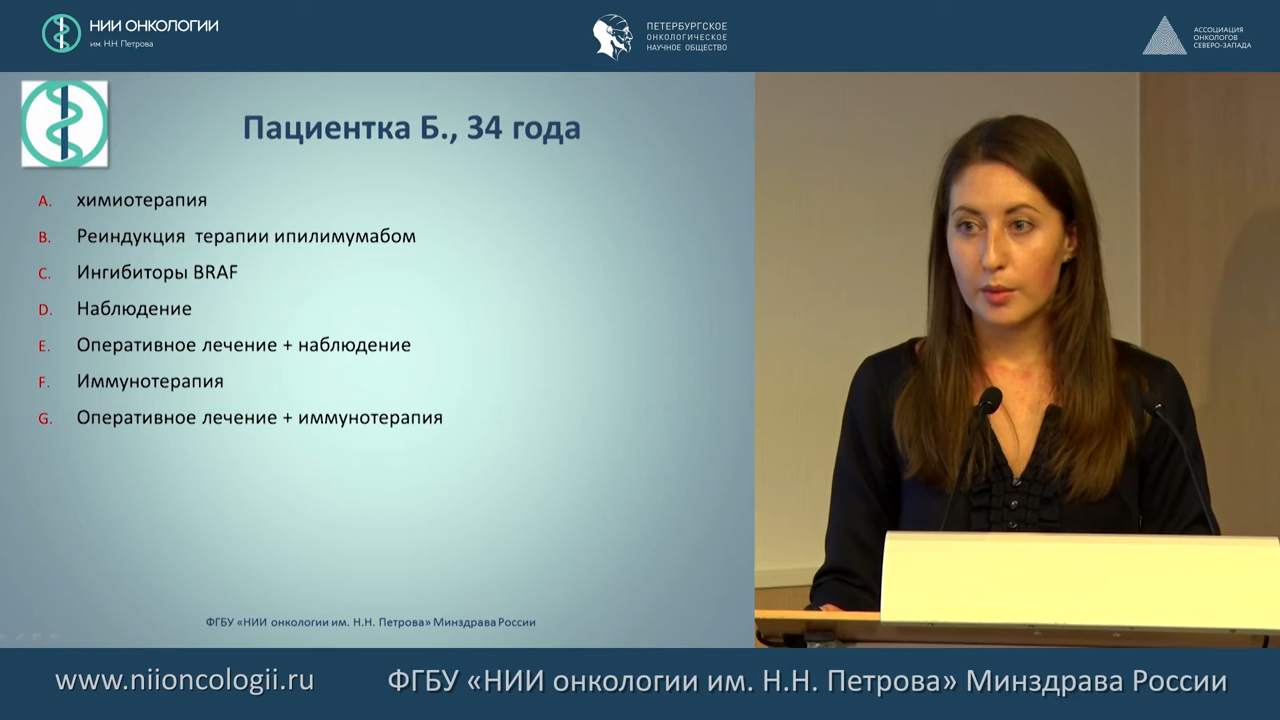 НИИ ОНКОЛОГИИ
им. Н.Н. Петрова
ПЕТЕРБУРГСКОЕ
ОНКОЛОГИЧЕСКОЕ
НАУЧНОЕ ОБЩЕСТВО
АССОЦИАЦИЯ
ОНКОЛОГОВ
СЕВЕРО-ЗАПАДА
Пациентка Б., 34 года
A. химиотерапия
B. Реиндукция терапии ипилимумабом
C. Ингибиторы BRAF
D. Наблюдение
E. Оперативное лечение + наблюдение
F. Иммунотерапия
G. Оперативное лечение + иммунотерапия
ФГБУ «НИИ онкологии им. Н.Н. Петрова» Минздрава России
www.niioncologii.ru
ФГБУ «НИИ онкологии им. Н.Н. Петрова» Минздрава России